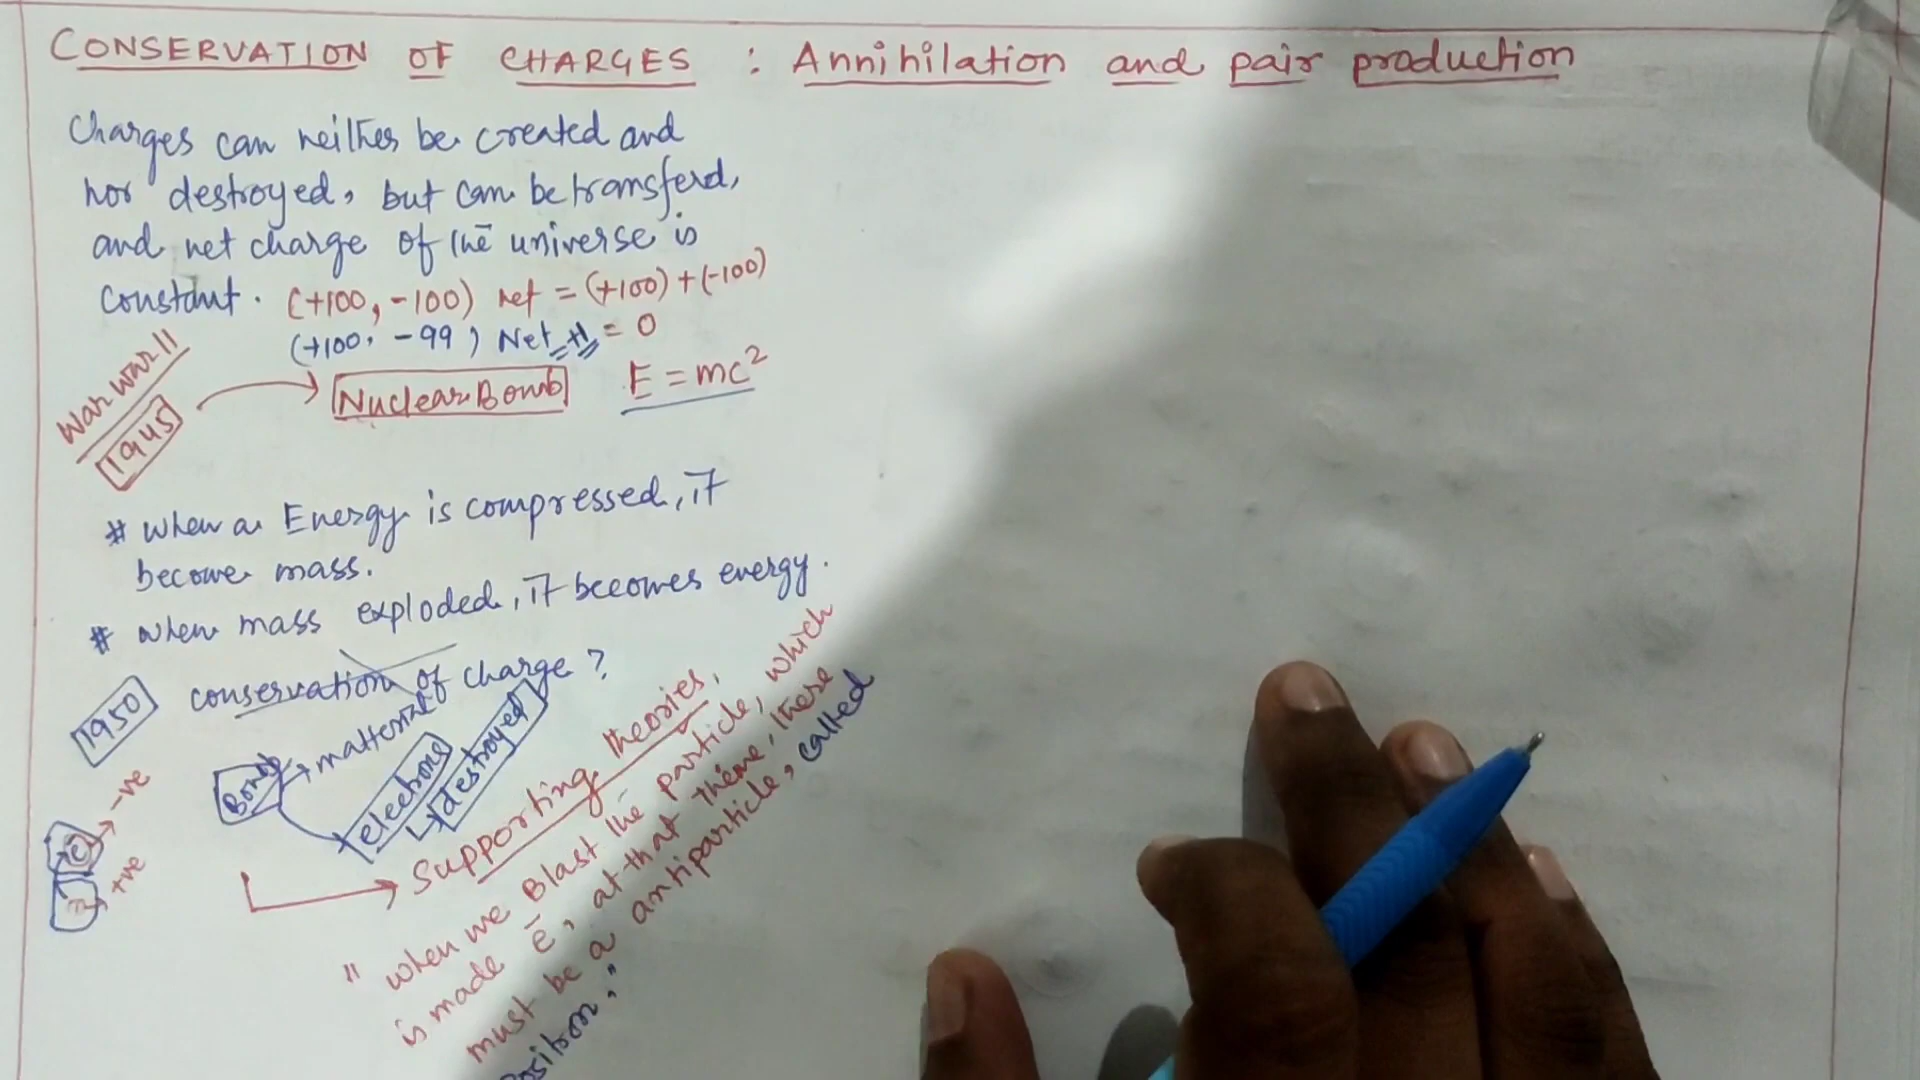 CONSERVATION OF CHARGES : Annihilation and pair production
Charges can neither be created and
nor destroyed, but can be transferd,
and net charge of the universe is
constant. (+100, -100) net = (+100) + (-100)
(+100, -99) Net +1 = 0
War war II
1945
Nuclear Bomb
E = mc²
# when a Energy is compressed, it
become mass.
# when mass exploded, it becomes energy.
1950
conservation of charge ?
Bomb
matterial
electrons
destroyed
e -ve
+ve
Supporting theories,
" when we Blast the particle, which
is made ē, at that theme, there
must be a antiparticle, called
positron."